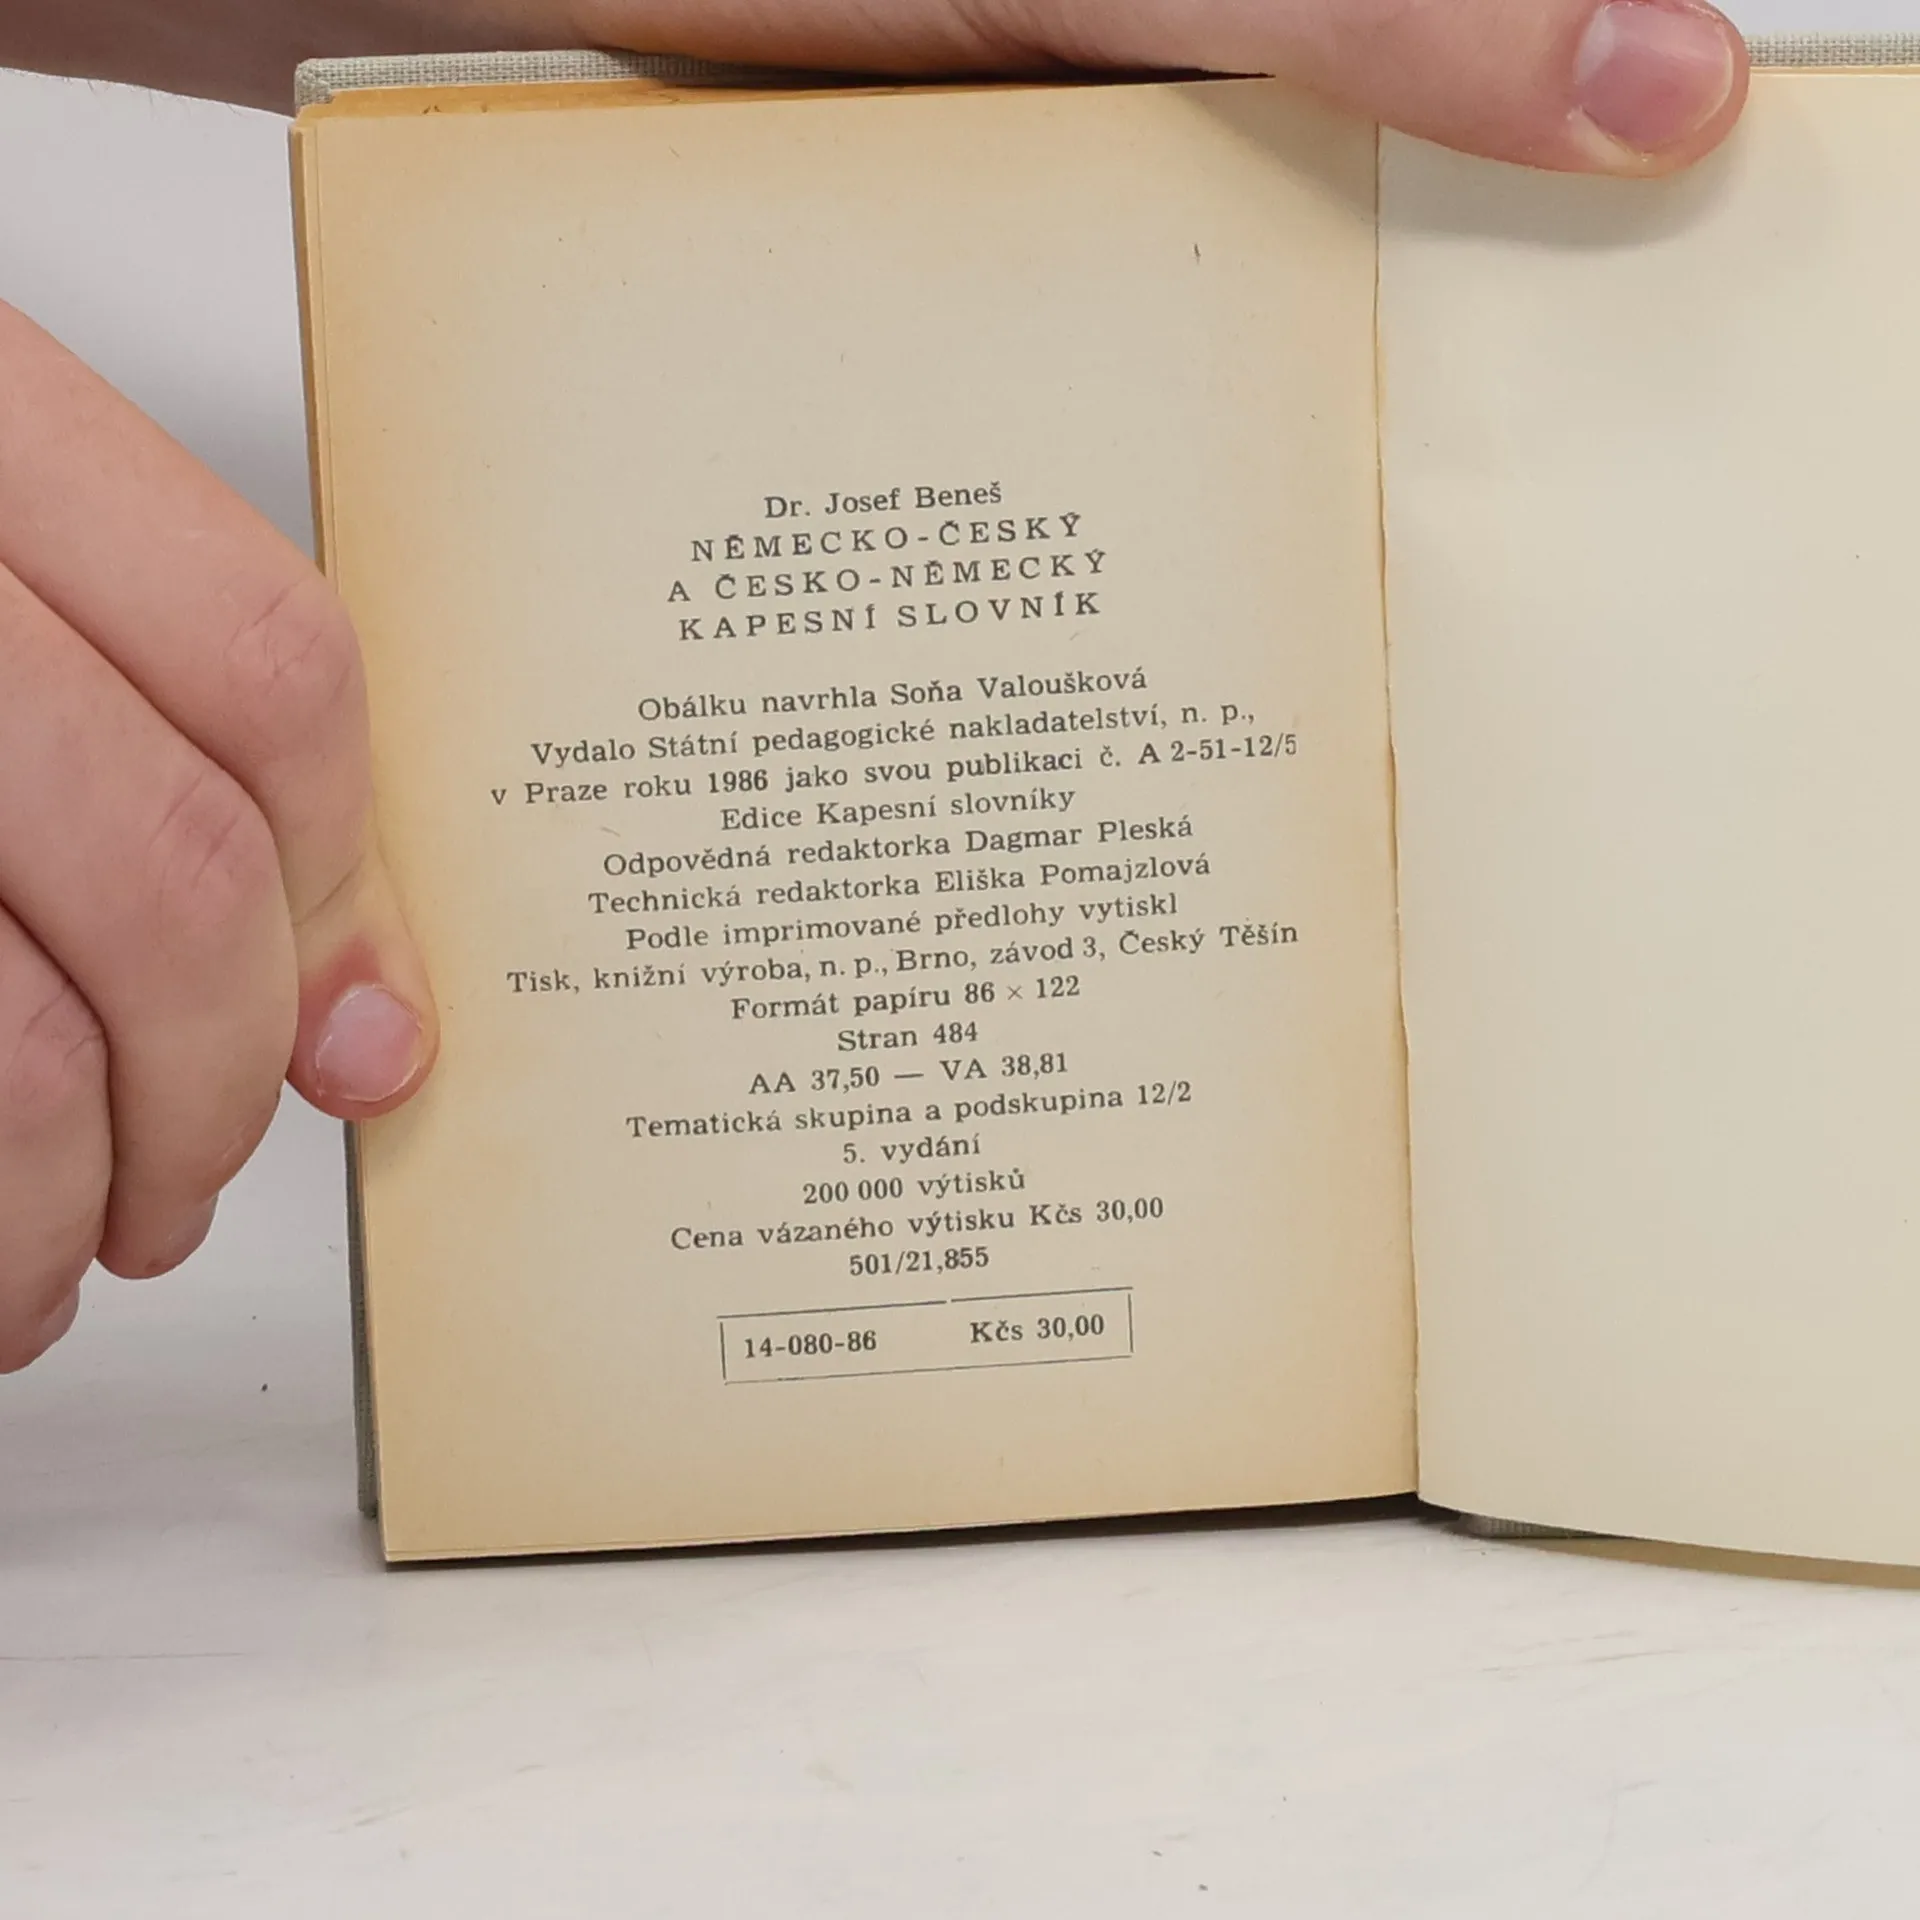 Dr. Josef Beneš
NĚMECKO-ČESKÝ
A ČESKO-NĚMECKÝ
KAPESNÍ SLOVNÍK
Obálku navrhla Soňa Valoušková
Vydalo Státní pedagogické nakladatelství, n. p.,
v Praze roku 1986 jako svou publikaci č. A 2-51-12/5
Edice Kapesní slovníky
Odpovědná redaktorka Dagmar Pleská
Technická redaktorka Eliška Pomajzlová
Podle imprimované předlohy vytiskl
Tisk, knižní výroba, n. p., Brno, závod 3, Český Těšín
Formát papíru 86 × 122
Stran 484
AA 37,50 — VA 38,81
Tematická skupina a podskupina 12/2
5. vydání
200 000 výtisků
Cena vázaného výtisku Kčs 30,00
501/21,855
14-080-86 Kčs 30,00